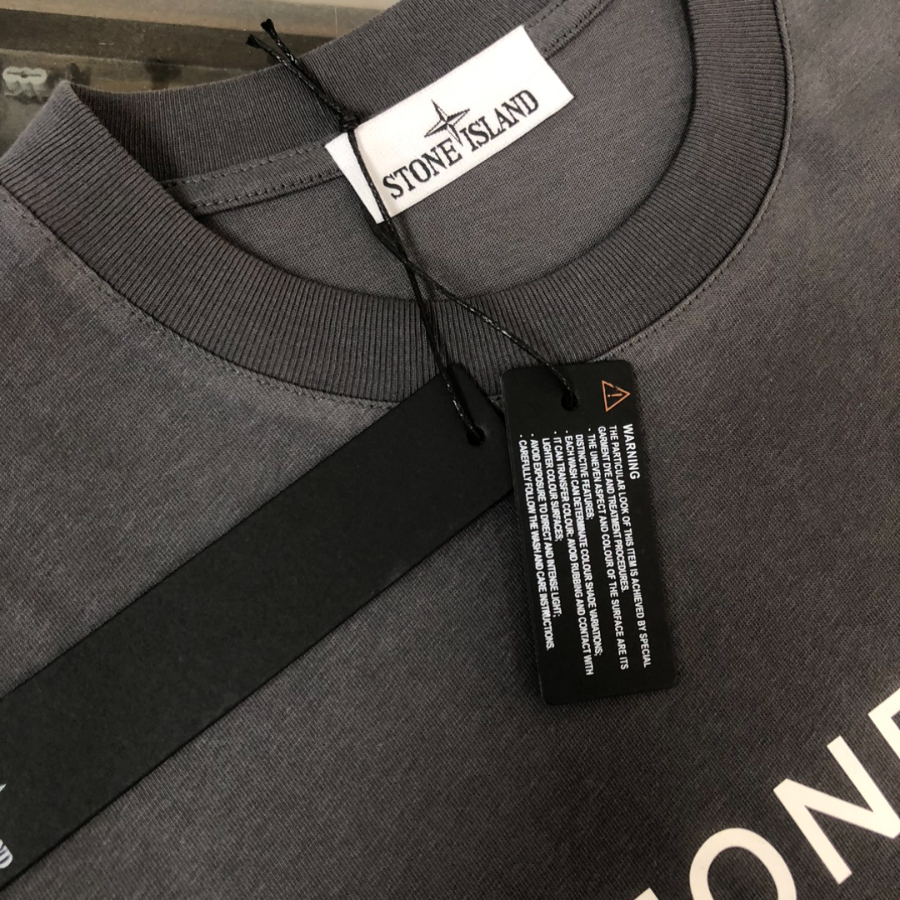 STONE ISLAND
WARNING
THE PARTICULAR LOOK OF THIS ITEM IS ACHIEVED BY SPECIAL
GARMENT DYE AND TREATMENT PROCEDURES.
· THE UNEVEN ASPECT AND COLOUR OF THE SURFACE ARE ITS
DISTINCTIVE FEATURES;
· EACH WASH CAN DETERMINATE COLOUR SHADE VARIATIONS;
· IT CAN TRANSFER COLOUR: AVOID RUBBING AND CONTACT WITH
LIGHTER COLOUR SURFACES;
· AVOID EXPOSURE TO DIRECT AND INTENSE LIGHT;
· CAREFULLY FOLLOW THE WASH AND CARE INSTRUCTIONS.
ONE
ND